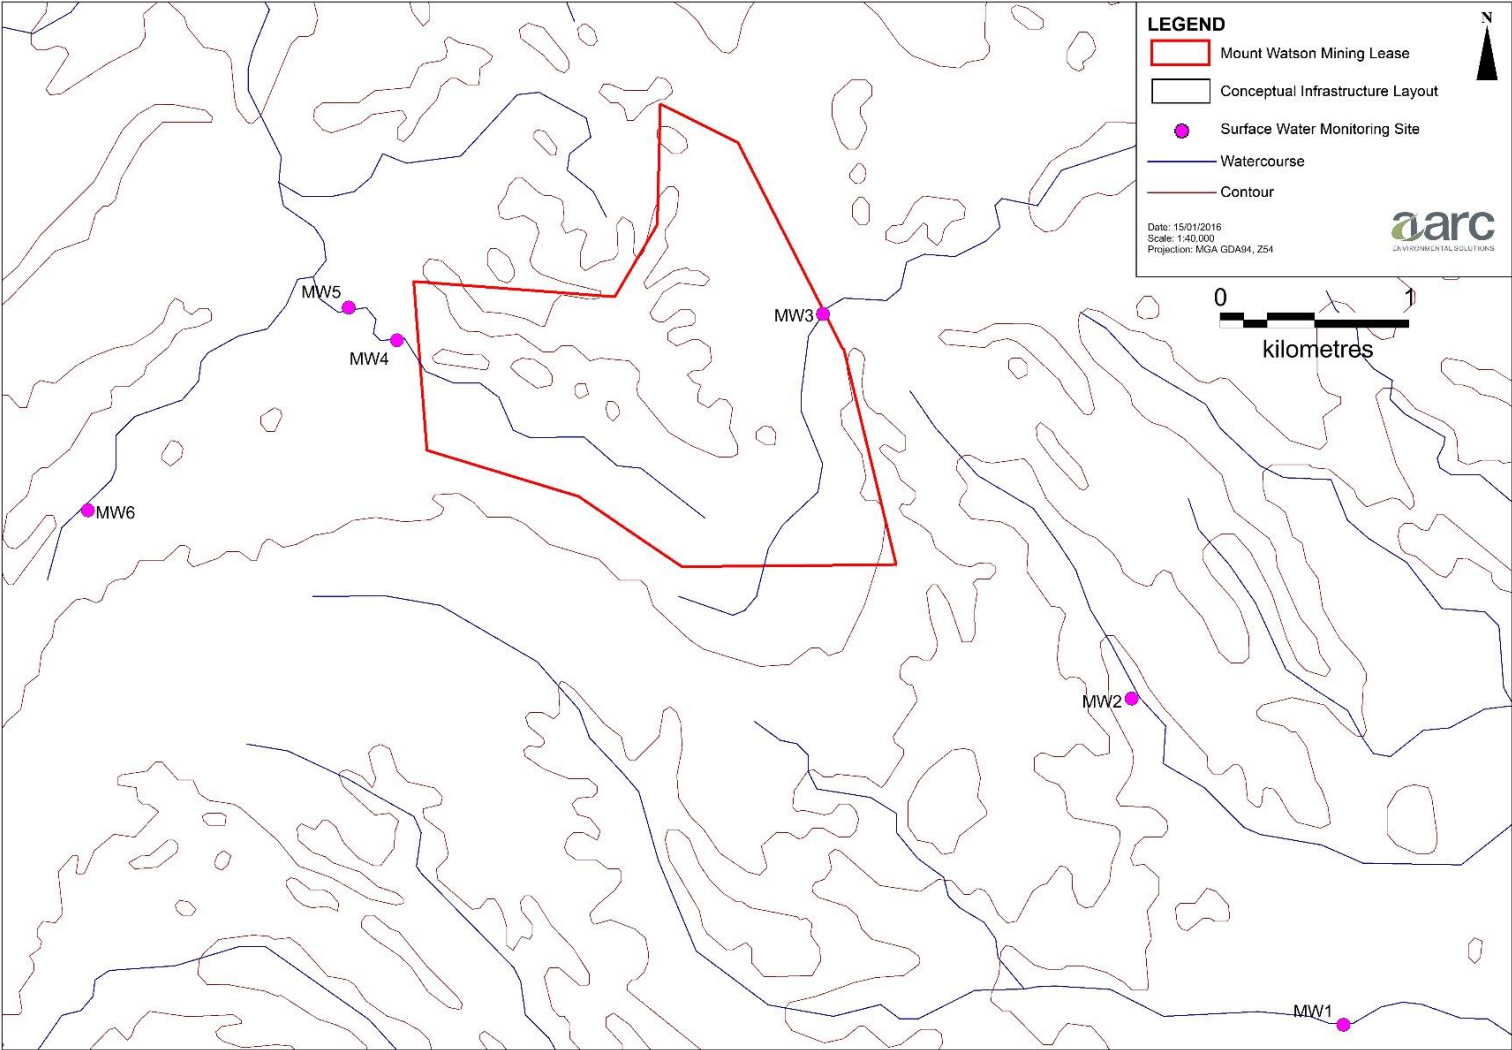 LEGEND
N
Mount Watson Mining Lease
Conceptual Infrastructure Layout
Surface Water Monitoring Site
Watercourse
Contour
Date: 15/01/2016
Scale: 1:40,000
Projection: MGA GDA94, Z54
aarc
ENVIRONMENTAL SOLUTIONS
0 1
kilometres
MW5
MW3
MW4
MW6
MW2
MW1